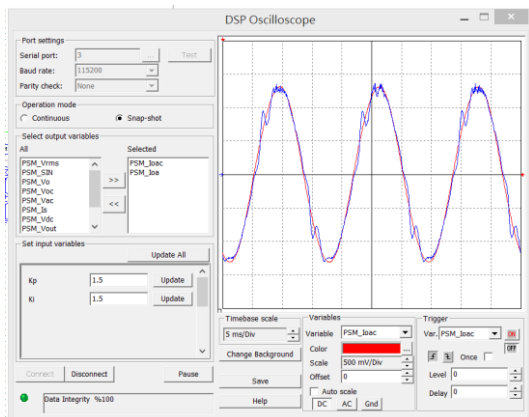 DSP Oscilloscope
Port settings
Serial port: 3 ... Test
Baud rate: 115200
Parity check: None
Operation mode
Continuous Snap-shot
Select output variables
All Selected
PSM_Vrms
PSM_SIN
PSM_Vo
PSM_Voc
PSM_Vac
PSM_Is
PSM_Vdc
PSM_Vout
>>
<<
PSM_Ioac
PSM_Ioa
Set input variables
Update All
Kp 1.5 Update
Ki 1.5 Update
Connect Disconnect Pause
Data Integrity %100
Timebase scale
5 ms/Div
Change Background
Save
Help
Variables
Variable PSM_Ioac
Color ...
Scale 500 mV/Div
Offset 0
Auto scale
DC AC Gnd
Trigger
Var. PSM_Ioac ON
OFF
Once
Level 0
Delay 0